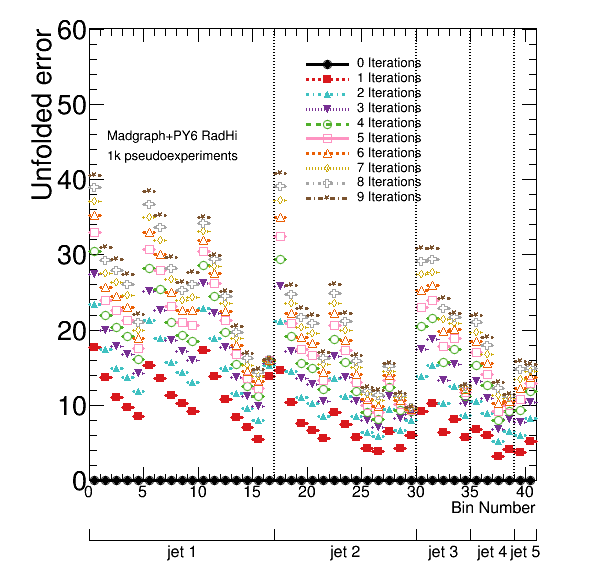 Unfolded error
60
50
40
30
20
10
0
0 Iterations
1 Iterations
2 Iterations
3 Iterations
4 Iterations
5 Iterations
6 Iterations
7 Iterations
8 Iterations
9 Iterations
Madgraph+PY6 RadHi
1k pseudoexperiments
0 5 10 15 20 25 30 35 40
Bin Number
jet 1 jet 2 jet 3 jet 4 jet 5